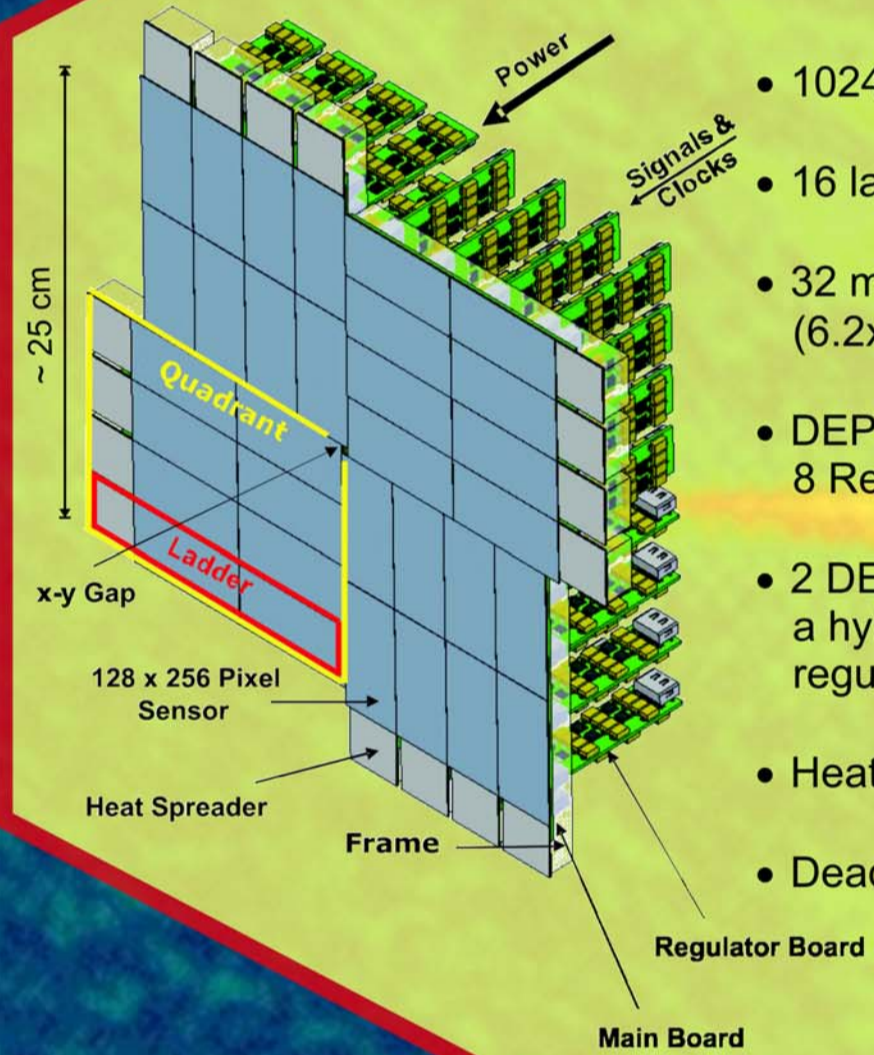 Power
Signals &
Clocks
~ 25 cm
Quadrant
Ladder
x-y Gap
128 x 256 Pixel
Sensor
Heat Spreader
Frame
Regulator Board
Main Board
• 1024
• 16 la
• 32 m
(6.2x
• DEP
8 Re
• 2 DE
a hy
regu
• Heat
• Dead